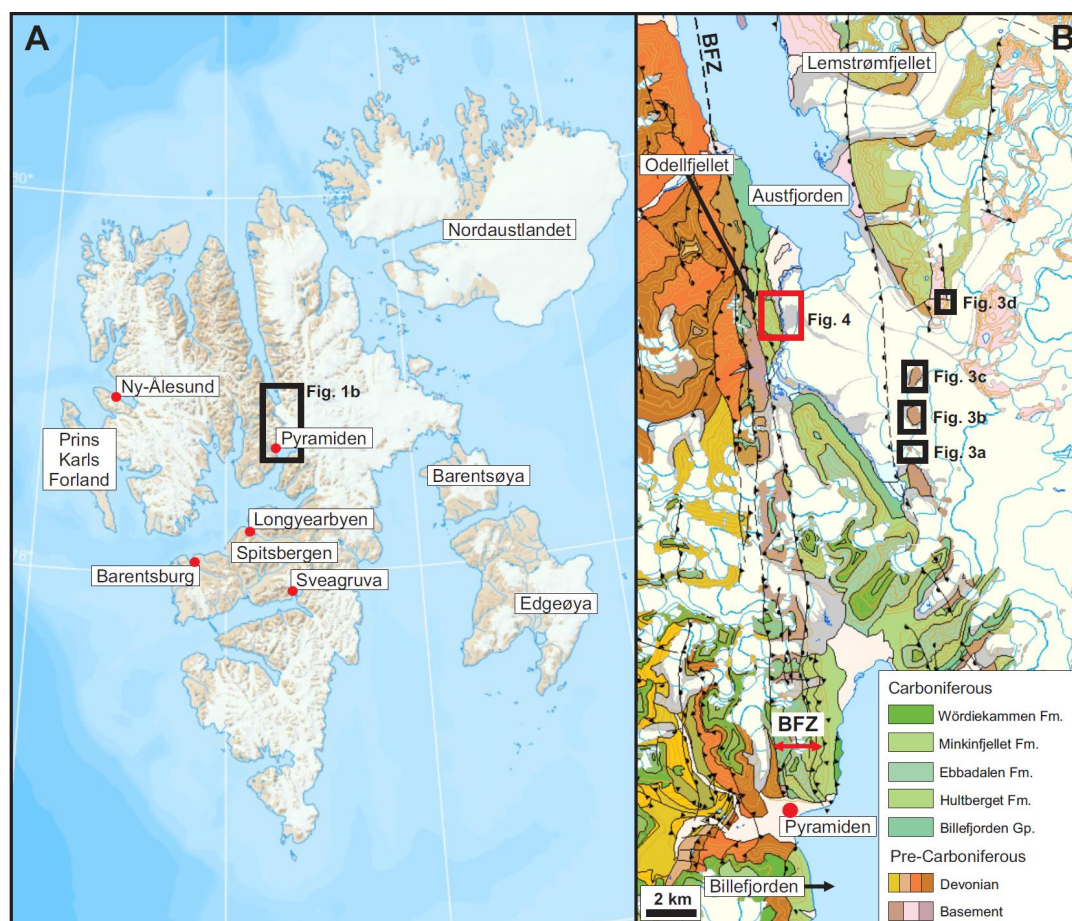 A
80°
Nordaustlandet
Ny-Ålesund
Fig. 1b
Prins
Karls
Forland
Pyramiden
Barentsøya
Longyearbyen
78°
Spitsbergen
Barentsburg
Sveagruva
Edgeøya
B
BFZ
Lemstrømfjellet
Odellfjellet
Austfjorden
Fig. 4
Fig. 3d
Fig. 3c
Fig. 3b
Fig. 3a
BFZ
Pyramiden
Billefjorden
2 km
Carboniferous
Wördiekammen Fm.
Minkinfjellet Fm.
Ebbadalen Fm.
Hultberget Fm.
Billefjorden Gp.
Pre-Carboniferous
Devonian
Basement